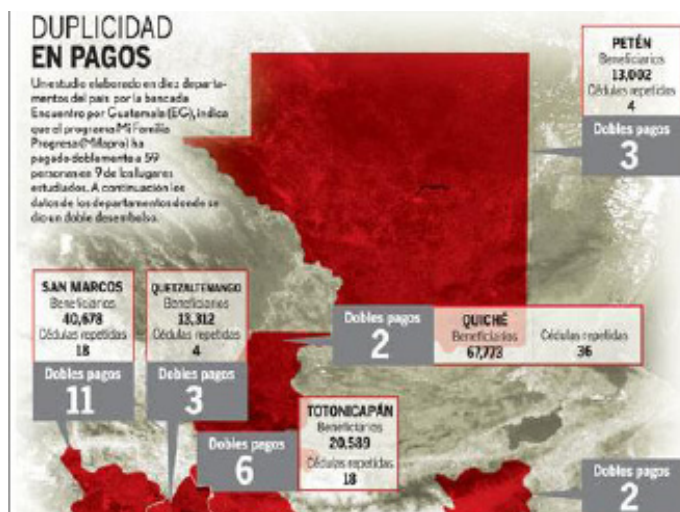 DUPLICIDAD
EN PAGOS
Un estudio elaborado en diez departa-
mentos del país por la bancada
Encuentro por Guatemala (EG), indica
que el programa Mi Familia
Progresa (Mifapro) ha
pagado doblemente a 59
personas en 9 de los lugares
estudiados. A continuación los
datos de los departamentos donde se
dio un doble desembolso.
PETÉN
Beneficiarios
13,002
Cédulas repetidas
4
Dobles pagos
3
SAN MARCOS
Beneficiarios
40,678
Cédulas repetidas
18
Dobles pagos
11
QUETZALTENANGO
Beneficiarios
13,312
Cédulas repetidas
4
Dobles pagos
3
Dobles pagos
2
QUICHÉ
Beneficiarios
67,773
Cédulas repetidas
36
TOTONICAPÁN
Beneficiarios
20,589
Cédulas repetidas
18
Dobles pagos
6
Dobles pagos
2